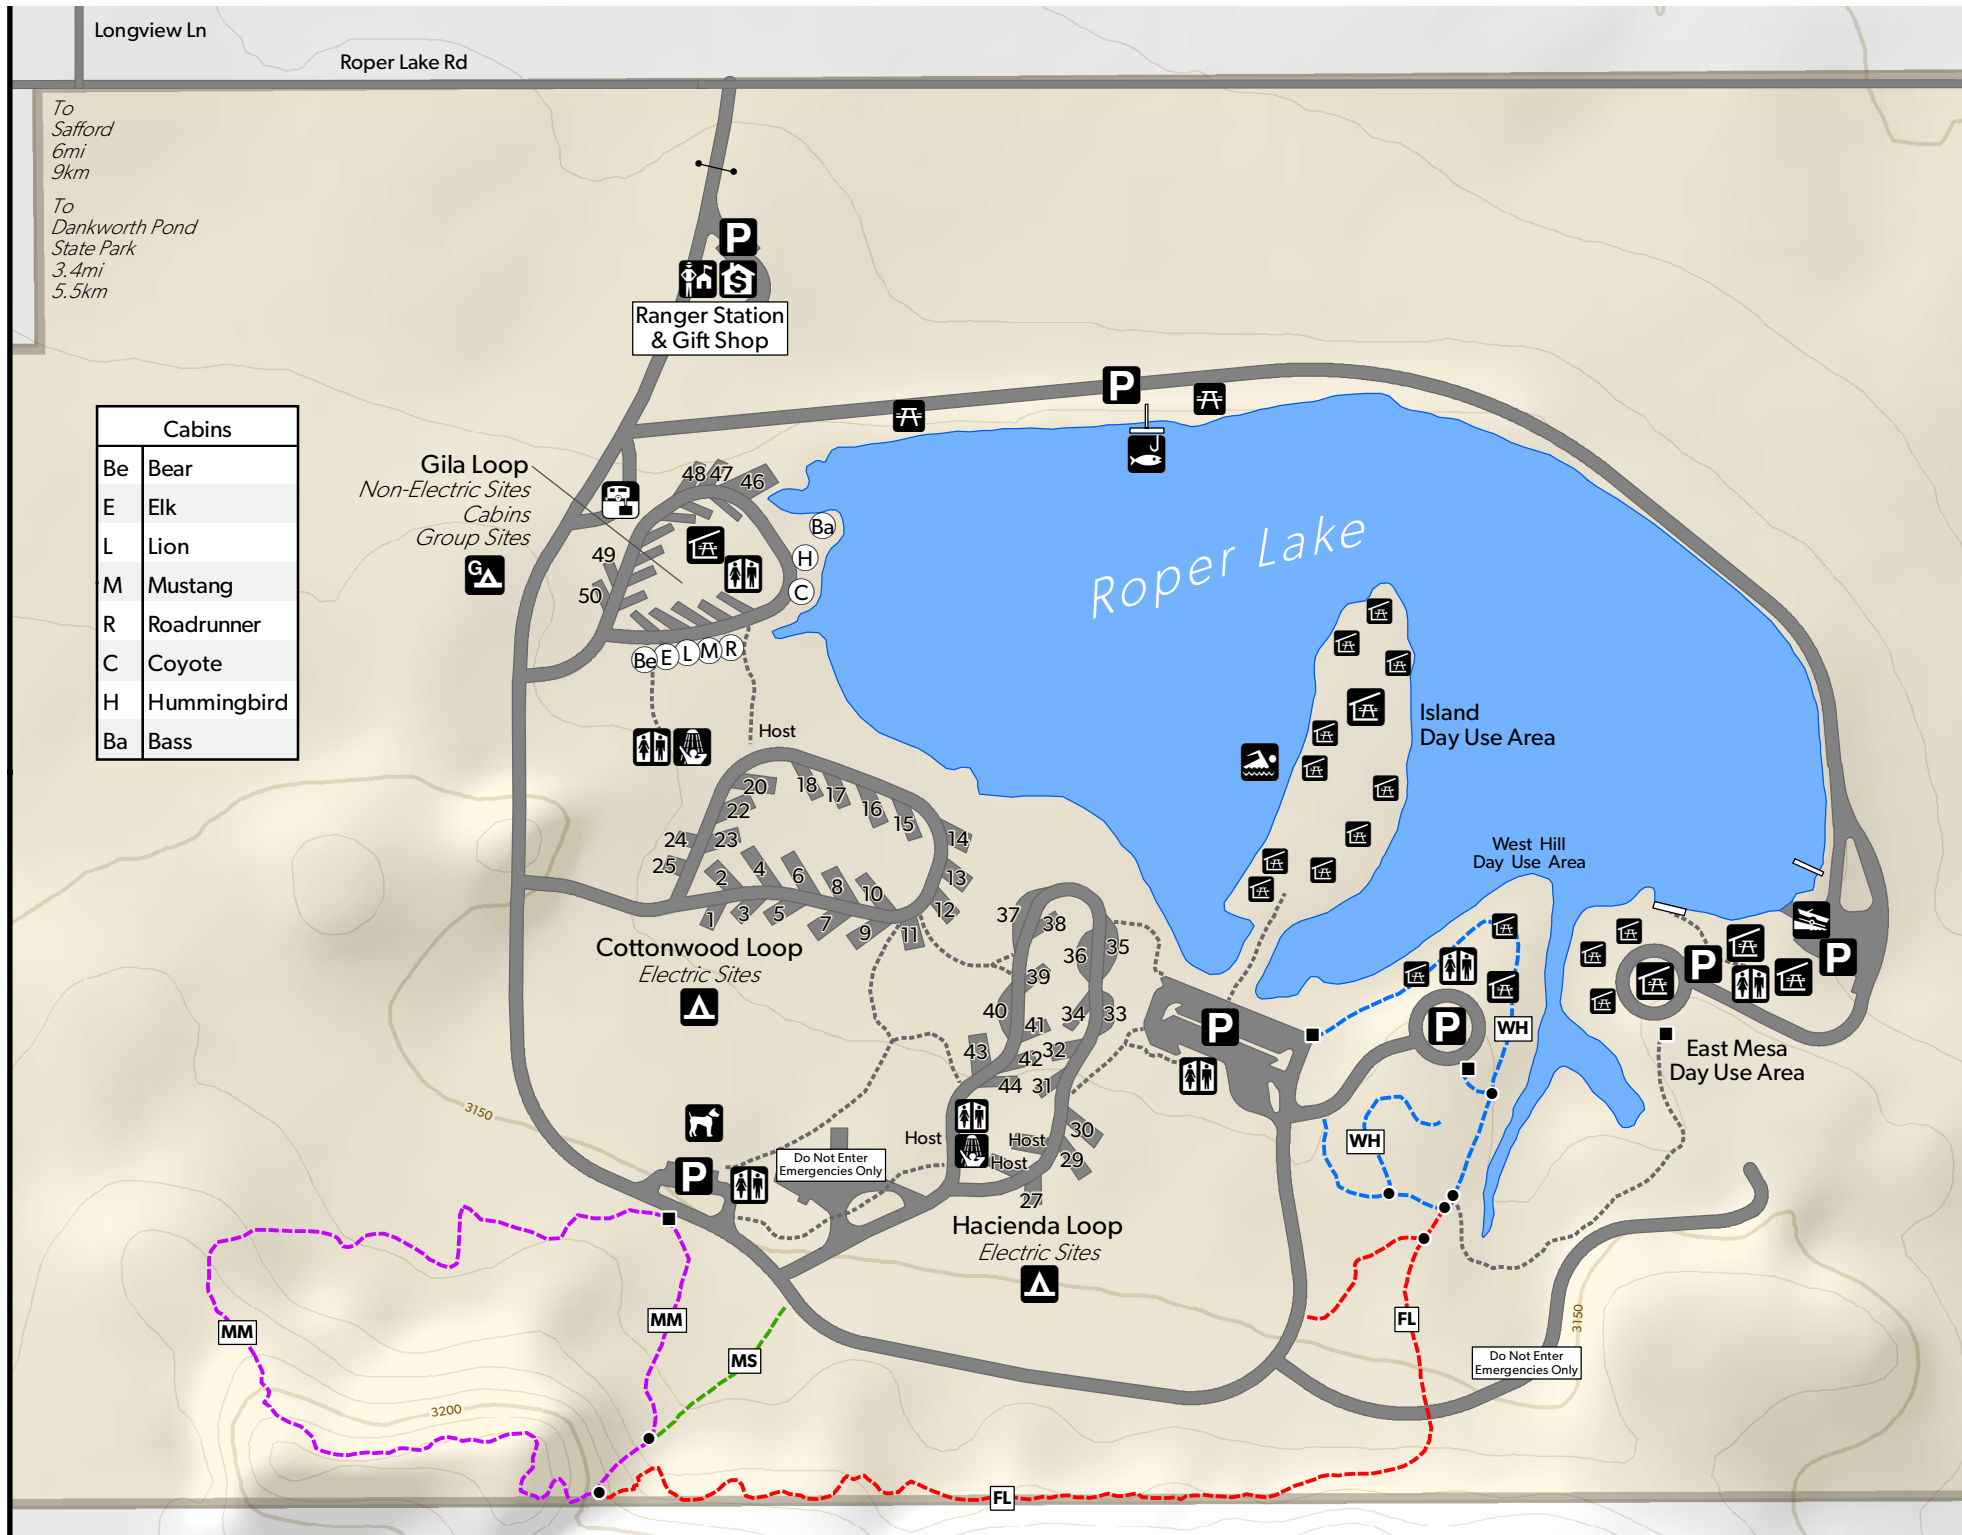 Longview Ln
Roper Lake Rd
To
Safford
6mi
9km
To
Dankworth Pond
State Park
3.4mi
5.5km
P
$
Ranger Station
& Gift Shop
P
Cabins
Be Bear
E Elk
L Lion
M Mustang
R Roadrunner
C Coyote
H Hummingbird
Ba Bass
Gila Loop
Non-Electric Sites
Cabins
Group Sites
G
48 47 46
49
50
Ba
H
C
Be E L M R
Roper Lake
Island
Day Use Area
West Hill
Day Use Area
Host
20 18 17 16 15 14
22 23 24 25
13 12 11
2 4 6 8 10
1 3 5 7 9
Cottonwood Loop
Electric Sites
37 38 36 35
39
40 41 34 33
43 42 32
44 31
30
29
27
Host
Host
Host
P
P
P
P
WH
East Mesa
Day Use Area
3150
P
Do Not Enter
Emergencies Only
WH
Hacienda Loop
Electric Sites
MM
MM
MS
FL
3150
Do Not Enter
Emergencies Only
3200
FL